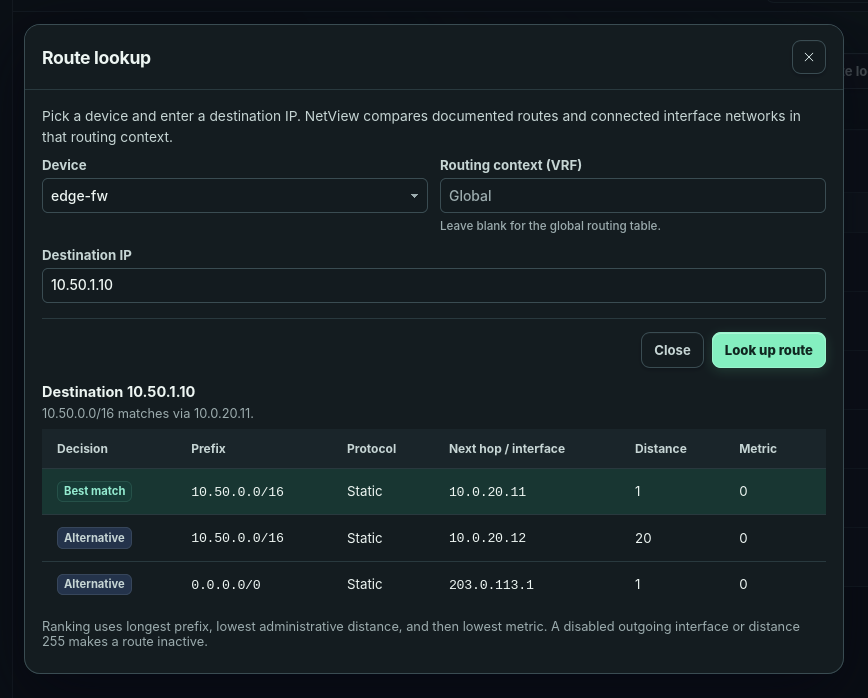 Route lookup
e lo
Pick a device and enter a destination IP. NetView compares documented routes and connected interface networks in
that routing context.
Device
Routing context (VRF)
edge-fw
Global
Leave blank for the global routing table.
Destination IP
10.50.1.10
Close
Look up route
Destination 10.50.1.10
10.50.0.0/16 matches via 10.0.20.11.
Decision Prefix Protocol Next hop / interface Distance Metric
Best match 10.50.0.0/16 Static 10.0.20.11 1 0
Alternative 10.50.0.0/16 Static 10.0.20.12 20 0
Alternative 0.0.0.0/0 Static 203.0.113.1 1 0
Ranking uses longest prefix, lowest administrative distance, and then lowest metric. A disabled outgoing interface or distance
255 makes a route inactive.